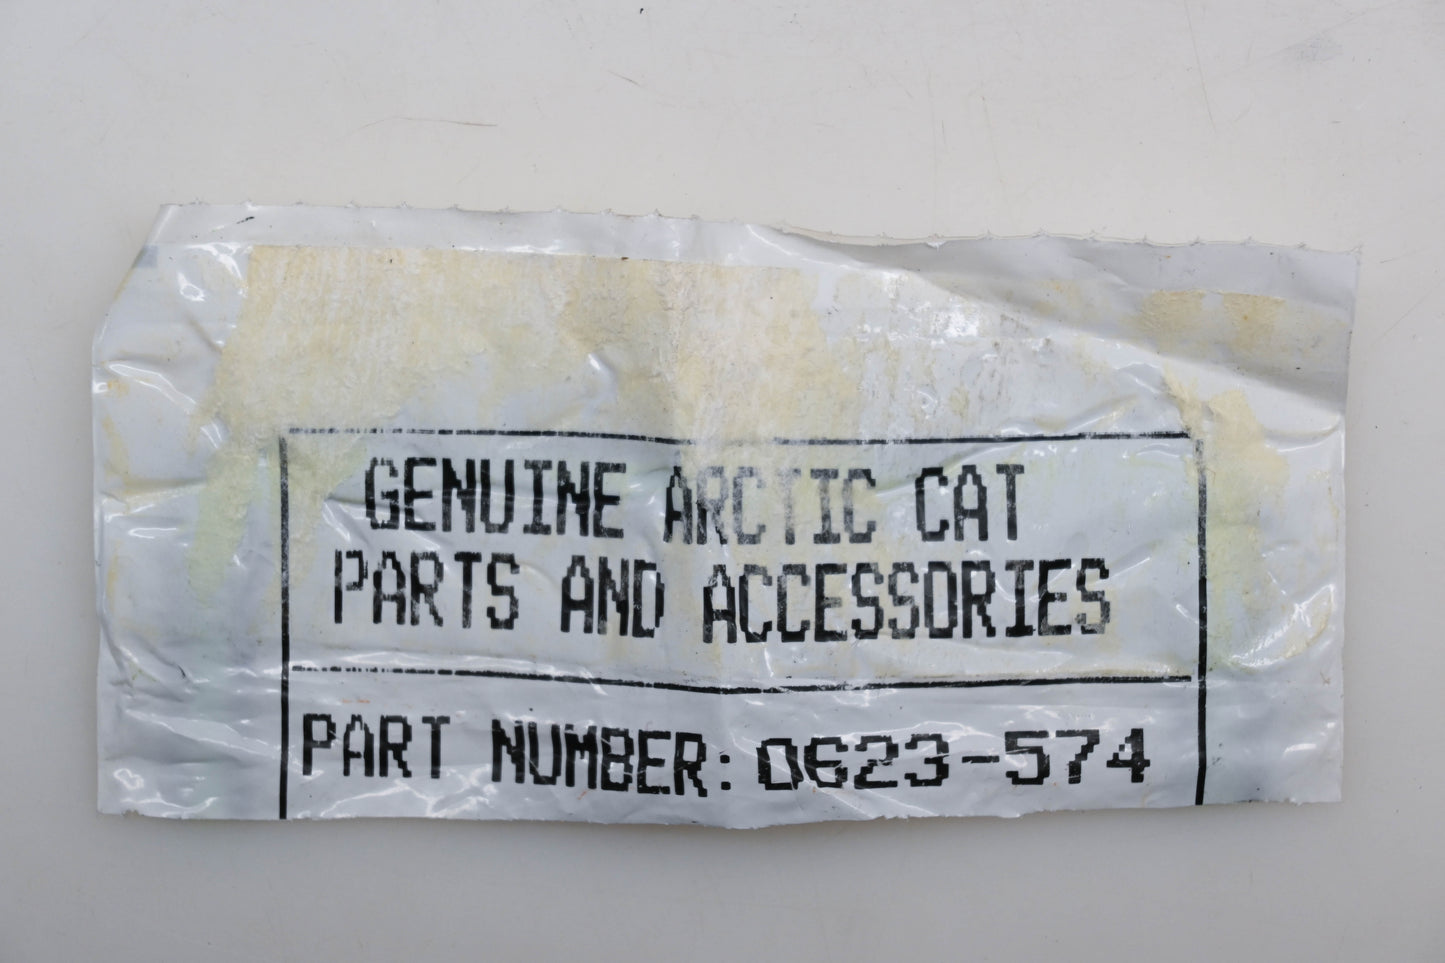 GENUINE ARCTIC CAT
PARTS AND ACCESSORIES
PART NUMBER: 0623-574